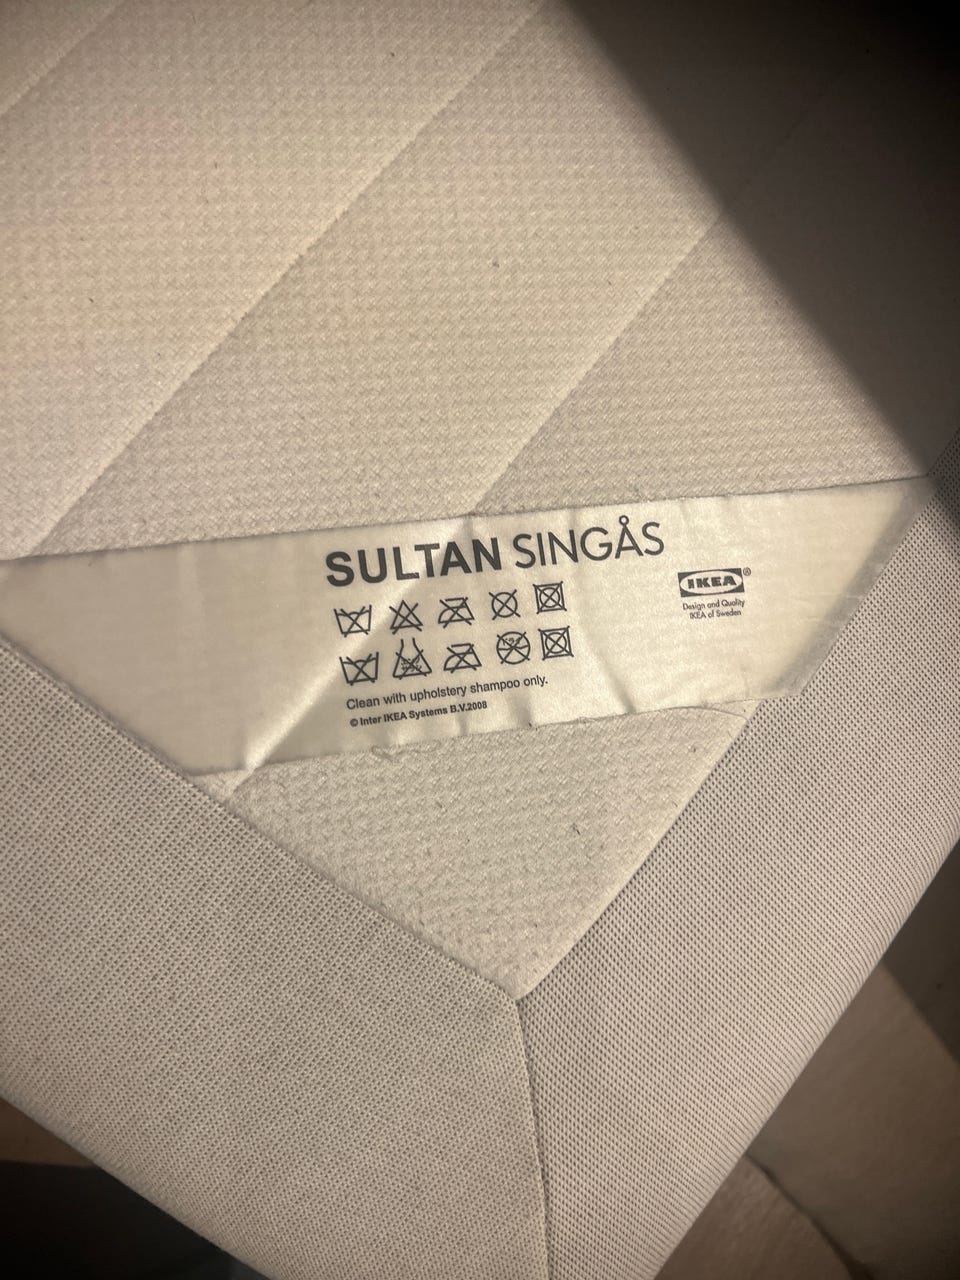 SULTAN SINGÅS
IKEA®
Design and Quality
IKEA of Sweden
Clean with upholstery shampoo only.
© Inter IKEA Systems B.V.2008